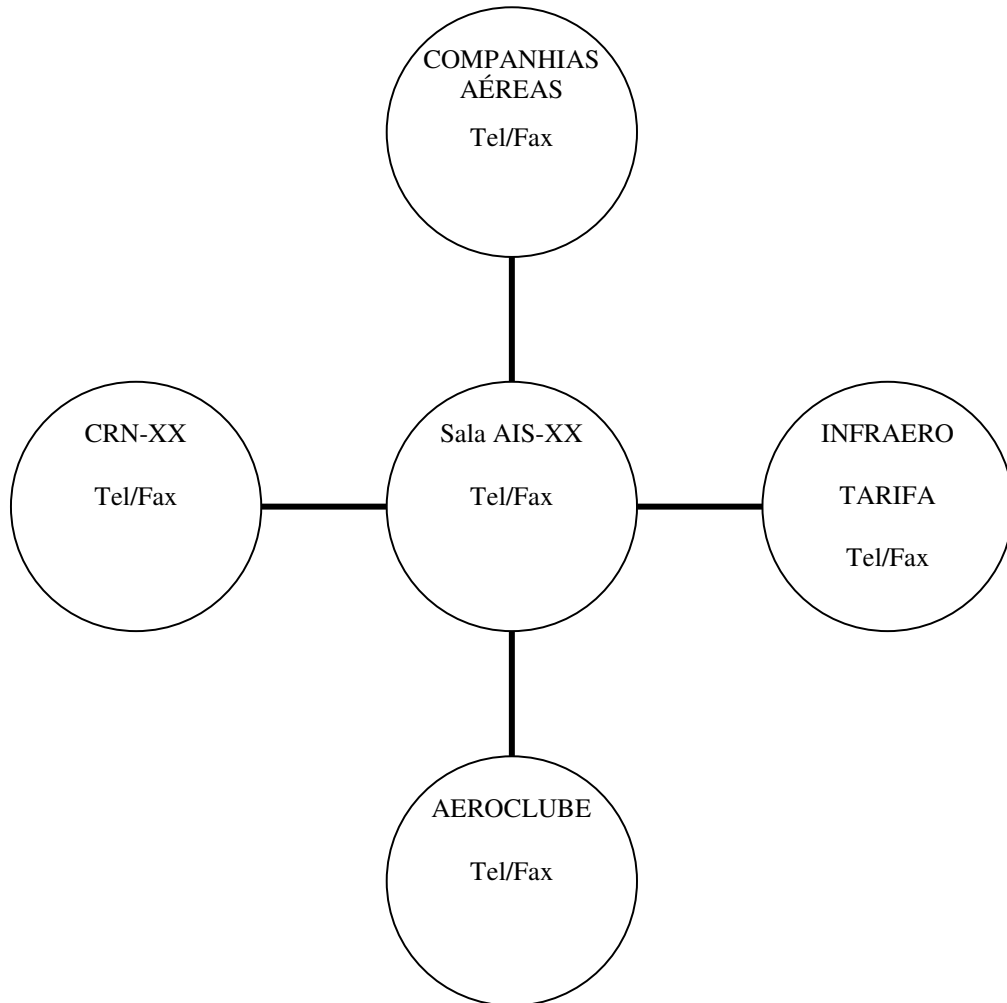 COMPANHIAS
AÉREAS
Tel/Fax
CRN-XX
Tel/Fax
Sala AIS-XX
Tel/Fax
INFRAERO
TARIFA
Tel/Fax
AEROCLUBE
Tel/Fax